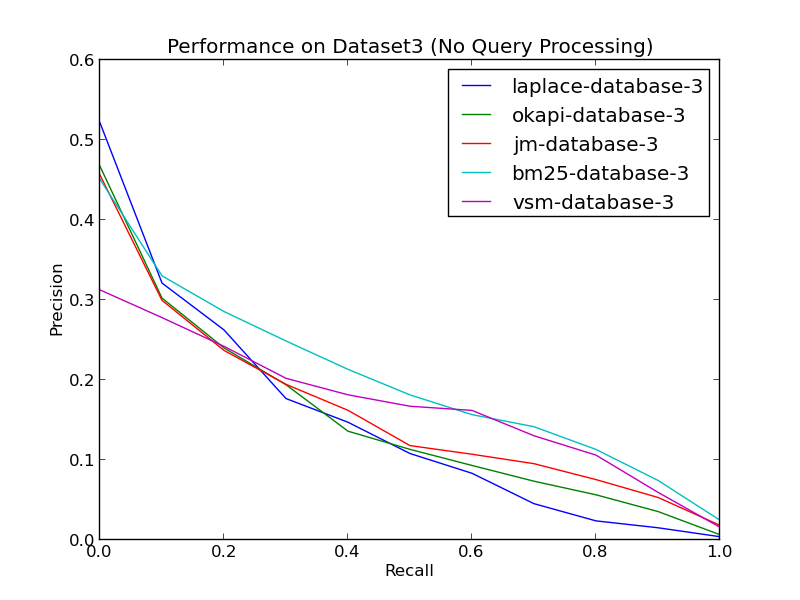 Performance on Dataset3 (No Query Processing)
0.6
0.5
0.4
0.3
0.2
0.1
0.0
Precision
laplace-database-3
okapi-database-3
jm-database-3
bm25-database-3
vsm-database-3
0.0 0.2 0.4 0.6 0.8 1.0
Recall